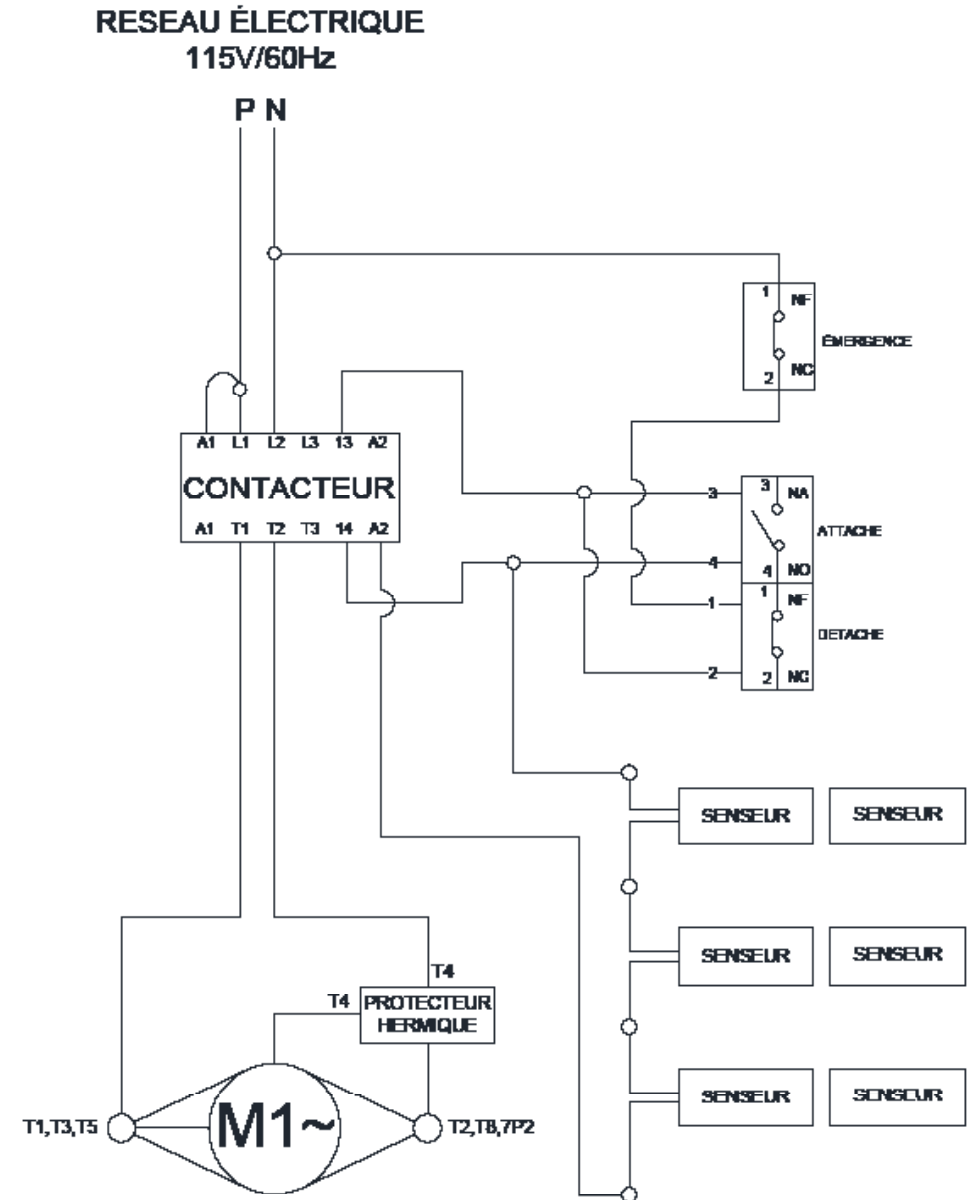 RESEAU ÉLECTRIQUE
115V/60Hz
P N
1 NF
2 NC
ÉMERGENCE
A1 L1 L2 L3 13 A2
CONTACTEUR
A1 T1 T2 T3 14 A2
3
4
1
2
3 NA
4 NO
ATTACHE
1 NF
2 NC
DETACHE
SENSEUR SENSEUR
SENSEUR SENSEUR
SENSEUR SENSEUR
T4
T4
PROTECTEUR
HERMIQUE
M1~
T1,T3,T5
T2,T8,7P2